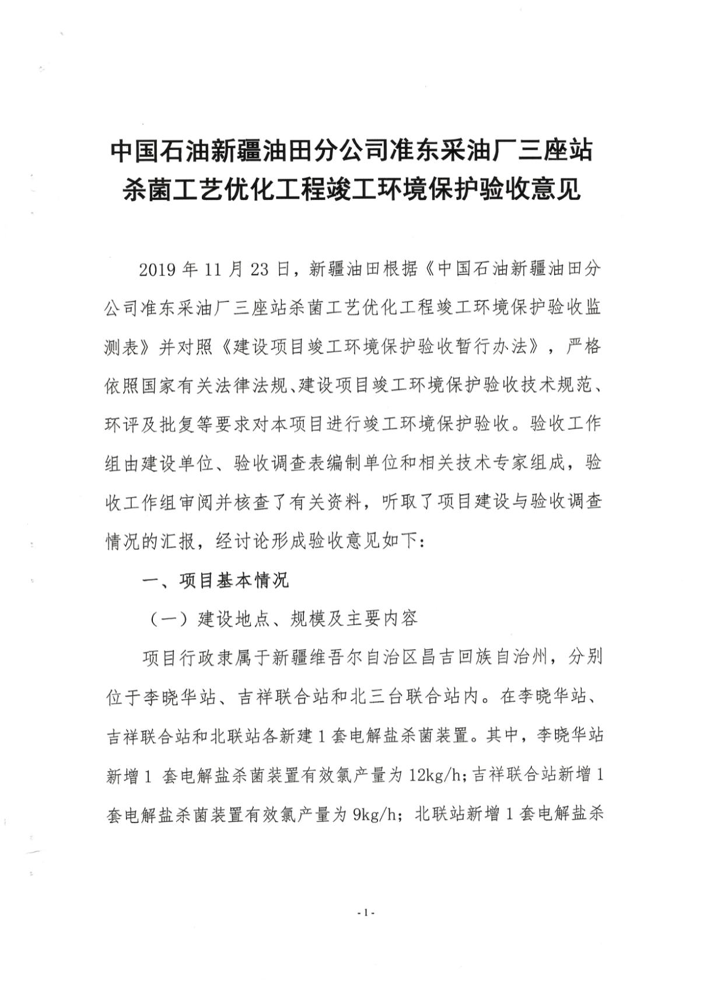 中国石油新疆油田分公司准东采油厂三座站
杀菌工艺优化工程竣工环境保护验收意见
2019 年 11 月 23 日，新疆油田根据《中国石油新疆油田分
公司准东采油厂三座站杀菌工艺优化工程竣工环境保护验收监
测表》并对照《建设项目竣工环境保护验收暂行办法》，严格
依照国家有关法律法规、建设项目竣工环境保护验收技术规范、
环评及批复等要求对本项目进行竣工环境保护验收。验收工作
组由建设单位、验收调查表编制单位和相关技术专家组成，验
收工作组审阅并核查了有关资料，听取了项目建设与验收调查
情况的汇报，经讨论形成验收意见如下：
一、项目基本情况
（一）建设地点、规模及主要内容
项目行政隶属于新疆维吾尔自治区昌吉回族自治州，分别
位于李晓华站、吉祥联合站和北三台联合站内。在李晓华站、
吉祥联合站和北联站各新建 1 套电解盐杀菌装置。其中，李晓华站
新增 1 套电解盐杀菌装置有效氯产量为 12kg/h；吉祥联合站新增 1
套电解盐杀菌装置有效氯产量为 9kg/h；北联站新增 1 套电解盐杀
- 1 -